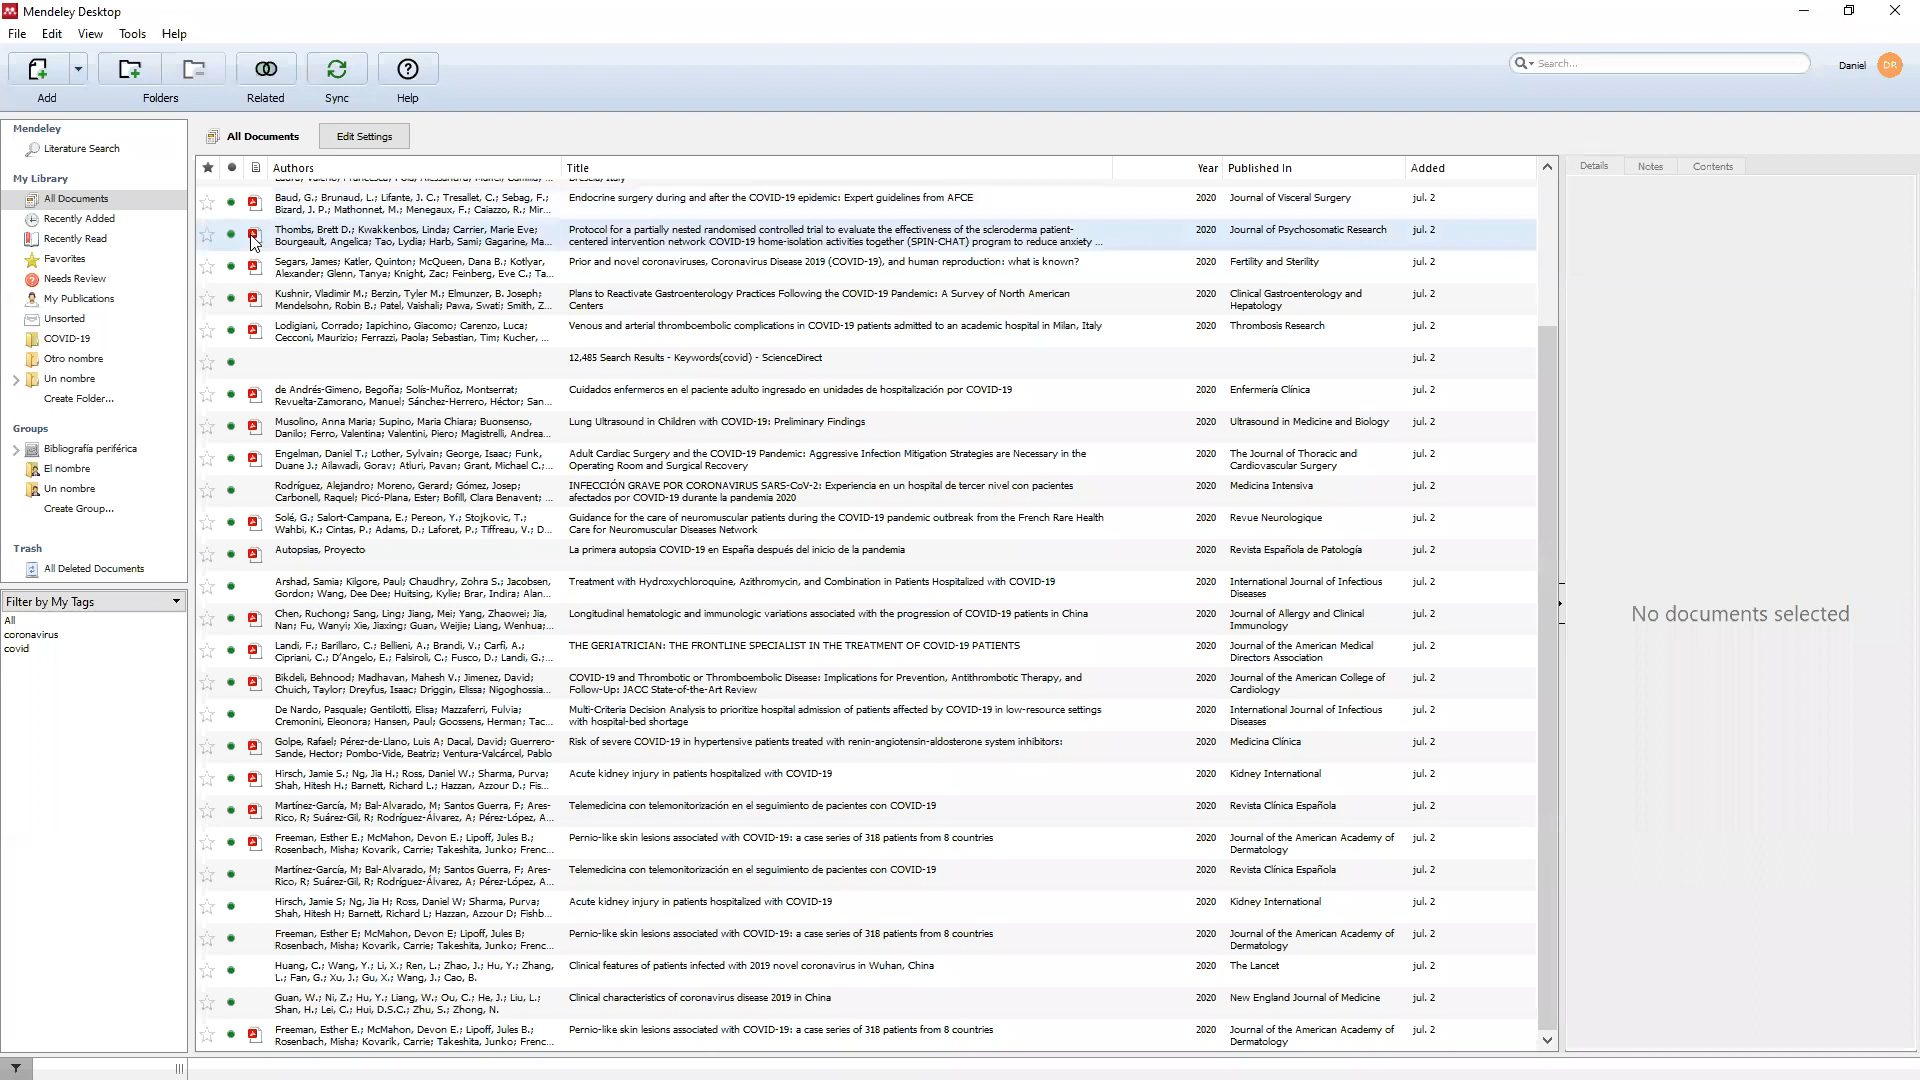 Mendeley Desktop
File Edit View Tools Help
Search...
Daniel DR
Add Folders Related Sync Help
Mendeley
Literature Search
My Library
All Documents
Recently Added
Recently Read
Favorites
Needs Review
My Publications
Unsorted
COVID-19
Otro nombre
Un nombre
Create Folder...
Groups
Bibliografía periférica
El nombre
Un nombre
Create Group...
Trash
All Deleted Documents
Filter by My Tags
All
coronavirus
covid
All Documents Edit Settings
Authors Title Year Published In Added
Baud, G.; Brunaud, L.; Lifante, J. C.; Tresallet, C.; Sebag, F.; Endocrine surgery during and after the COVID-19 epidemic: Expert guidelines from AFCE 2020 Journal of Visceral Surgery jul. 2
Bizard, J. P.; Mathonnet, M.; Menegaux, F.; Caiazzo, R.; Mir...
Thombs, Brett D.; Kwakkenbos, Linda; Carrier, Marie Eve; Protocol for a partially nested randomised controlled trial to evaluate the effectiveness of the scleroderma patient- 2020 Journal of Psychosomatic Research jul. 2
Bourgeault, Angelica; Tao, Lydia; Harb, Sami; Gagarine, Ma... centered intervention network COVID-19 home-isolation activities together (SPIN-CHAT) program to reduce anxiety ...
Segars, James; Katler, Quinton; McQueen, Dana B.; Kotlyar, Prior and novel coronaviruses, Coronavirus Disease 2019 (COVID-19), and human reproduction: what is known? 2020 Fertility and Sterility jul. 2
Alexander; Glenn, Tanya; Knight, Zac; Feinberg, Eve C.; Ta...
Kushnir, Vladimir M.; Berzin, Tyler M.; Elmunzer, B. Joseph; Plans to Reactivate Gastroenterology Practices Following the COVID-19 Pandemic: A Survey of North American 2020 Clinical Gastroenterology and jul. 2
Mendelsohn, Robin B.; Patel, Vaishali; Pawa, Swati; Smith, Z... Centers Hepatology
Lodigiani, Corrado; Iapichino, Giacomo; Carenzo, Luca; Venous and arterial thromboembolic complications in COVID-19 patients admitted to an academic hospital in Milan, Italy 2020 Thrombosis Research jul. 2
Cecconi, Maurizio; Ferrazzi, Paola; Sebastian, Tim; Kucher, ...
12,485 Search Results - Keywords(covid) - ScienceDirect jul. 2
de Andrés-Gimeno, Begoña; Solís-Muñoz, Montserrat; Cuidados enfermeros en el paciente adulto ingresado en unidades de hospitalización por COVID-19 2020 Enfermería Clínica jul. 2
Revuelta-Zamorano, Manuel; Sánchez-Herrero, Héctor; San...
Musolino, Anna Maria; Supino, Maria Chiara; Buonsenso, Lung Ultrasound in Children with COVID-19: Preliminary Findings 2020 Ultrasound in Medicine and Biology jul. 2
Danilo; Ferro, Valentina; Valentini, Piero; Magistrelli, Andrea...
Engelman, Daniel T.; Lother, Sylvain; George, Isaac; Funk, Adult Cardiac Surgery and the COVID-19 Pandemic: Aggressive Infection Mitigation Strategies are Necessary in the 2020 The Journal of Thoracic and jul. 2
Duane J.; Ailawadi, Gorav; Atluri, Pavan; Grant, Michael C.;... Operating Room and Surgical Recovery Cardiovascular Surgery
Rodríguez, Alejandro; Moreno, Gerard; Gómez, Josep; INFECCIÓN GRAVE POR CORONAVIRUS SARS-CoV-2: Experiencia en un hospital de tercer nivel con pacientes 2020 Medicina Intensiva jul. 2
Carbonell, Raquel; Picó-Plana, Ester; Bofill, Clara Benavent; ... afectados por COVID-19 durante la pandemia 2020
Solé, G.; Salort-Campana, E.; Pereon, Y.; Stojkovic, T.; Guidance for the care of neuromuscular patients during the COVID-19 pandemic outbreak from the French Rare Health 2020 Revue Neurologique jul. 2
Wahbi, K.; Cintas, P.; Adams, D.; Laforet, P.; Tiffreau, V.; D... Care for Neuromuscular Diseases Network
Autopsias, Proyecto La primera autopsia COVID-19 en España después del inicio de la pandemia 2020 Revista Española de Patología jul. 2
Arshad, Samia; Kilgore, Paul; Chaudhry, Zohra S.; Jacobsen, Treatment with Hydroxychloroquine, Azithromycin, and Combination in Patients Hospitalized with COVID-19 2020 International Journal of Infectious jul. 2
Gordon; Wang, Dee Dee; Huitsing, Kylie; Brar, Indira; Alan... Diseases
Chen, Ruchong; Sang, Ling; Jiang, Mei; Yang, Zhaowei; Jia, Longitudinal hematologic and immunologic variations associated with the progression of COVID-19 patients in China 2020 Journal of Allergy and Clinical jul. 2
Nan; Fu, Wanyi; Xie, Jiaxing; Guan, Weijie; Liang, Wenhua;... Immunology
Landi, F.; Barillaro, C.; Bellieni, A.; Brandi, V.; Carfì, A.; THE GERIATRICIAN: THE FRONTLINE SPECIALIST IN THE TREATMENT OF COVID-19 PATIENTS 2020 Journal of the American Medical jul. 2
Cipriani, C.; D'Angelo, E.; Falsiroli, C.; Fusco, D.; Landi, G.;... Directors Association
Bikdeli, Behnood; Madhavan, Mahesh V.; Jimenez, David; COVID-19 and Thrombotic or Thromboembolic Disease: Implications for Prevention, Antithrombotic Therapy, and 2020 Journal of the American College of jul. 2
Chuich, Taylor; Dreyfus, Isaac; Driggin, Elissa; Nigoghossia... Follow-Up: JACC State-of-the-Art Review Cardiology
De Nardo, Pasquale; Gentilotti, Elisa; Mazzaferri, Fulvia; Multi-Criteria Decision Analysis to prioritize hospital admission of patients affected by COVID-19 in low-resource settings 2020 International Journal of Infectious jul. 2
Cremonini, Eleonora; Hansen, Paul; Goossens, Herman; Tac... with hospital-bed shortage Diseases
Golpe, Rafael; Pérez-de-Llano, Luis A; Dacal, David; Guerrero- Risk of severe COVID-19 in hypertensive patients treated with renin-angiotensin-aldosterone system inhibitors: 2020 Medicina Clínica jul. 2
Sande, Hector; Pombo-Vide, Beatriz; Ventura-Valcárcel, Pablo
Hirsch, Jamie S.; Ng, Jia H.; Ross, Daniel W.; Sharma, Purva; Acute kidney injury in patients hospitalized with COVID-19 2020 Kidney International jul. 2
Shah, Hitesh H.; Barnett, Richard L.; Hazzan, Azzour D.; Fis...
Martínez-García, M; Bal-Alvarado, M; Santos Guerra, F; Ares- Telemedicina con telemonitorización en el seguimiento de pacientes con COVID-19 2020 Revista Clínica Española jul. 2
Rico, R; Suárez-Gil, R; Rodríguez-Álvarez, A; Pérez-López, A...
Freeman, Esther E.; McMahon, Devon E.; Lipoff, Jules B.; Pernio-like skin lesions associated with COVID-19: a case series of 318 patients from 8 countries 2020 Journal of the American Academy of jul. 2
Rosenbach, Misha; Kovarik, Carrie; Takeshita, Junko; Frenc... Dermatology
Martínez-García, M; Bal-Alvarado, M; Santos Guerra, F; Ares- Telemedicina con telemonitorización en el seguimiento de pacientes con COVID-19 2020 Revista Clínica Española jul. 2
Rico, R; Suárez-Gil, R; Rodríguez-Álvarez, A; Pérez-López, A...
Hirsch, Jamie S; Ng, Jia H; Ross, Daniel W; Sharma, Purva; Acute kidney injury in patients hospitalized with COVID-19 2020 Kidney International jul. 2
Shah, Hitesh H; Barnett, Richard L; Hazzan, Azzour D; Fishb...
Freeman, Esther E; McMahon, Devon E; Lipoff, Jules B; Pernio-like skin lesions associated with COVID-19: a case series of 318 patients from 8 countries 2020 Journal of the American Academy of jul. 2
Rosenbach, Misha; Kovarik, Carrie; Takeshita, Junko; Frenc... Dermatology
Huang, C.; Wang, Y.; Li, X.; Ren, L.; Zhao, J.; Hu, Y.; Zhang, Clinical features of patients infected with 2019 novel coronavirus in Wuhan, China 2020 The Lancet jul. 2
L.; Fan, G.; Xu, J.; Gu, X.; Wang, J.; Cao, B.
Guan, W.; Ni, Z.; Hu, Y.; Liang, W.; Ou, C.; He, J.; Liu, L.; Clinical characteristics of coronavirus disease 2019 in China 2020 New England Journal of Medicine jul. 2
Shan, H.; Lei, C.; Hui, D.S.C.; Zhu, S.; Zhong, N.
Freeman, Esther E.; McMahon, Devon E.; Lipoff, Jules B.; Pernio-like skin lesions associated with COVID-19: a case series of 318 patients from 8 countries 2020 Journal of the American Academy of jul. 2
Rosenbach, Misha; Kovarik, Carrie; Takeshita, Junko; Frenc... Dermatology
Details Notes Contents
No documents selected